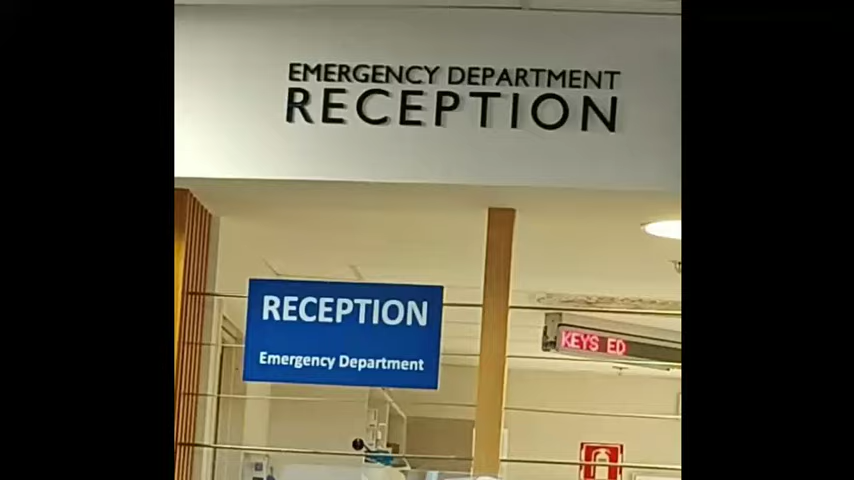 EMERGENCY DEPARTMENT
RECEPTION
RECEPTION
Emergency Department
KEYS ED